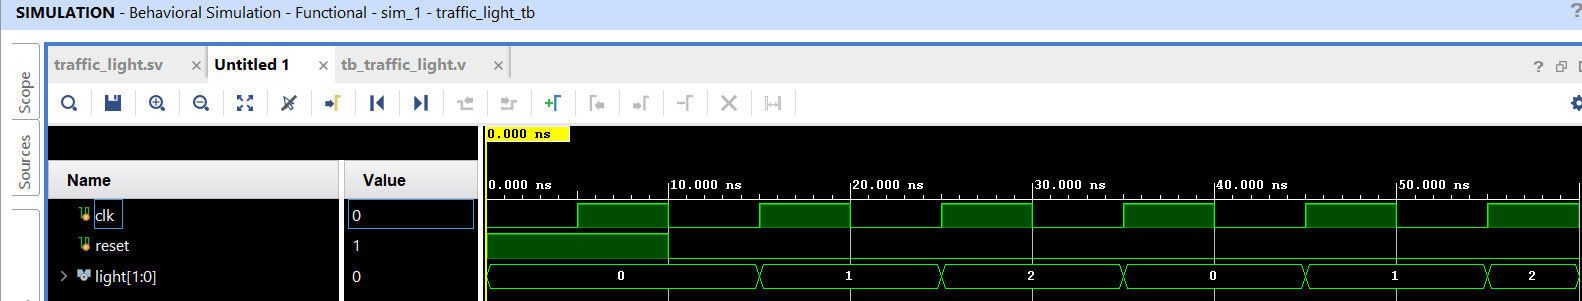 SIMULATION - Behavioral Simulation - Functional - sim_1 - traffic_light_tb
?
Scope
Sources
traffic_light.sv × Untitled 1 × tb_traffic_light.v ×
?
0.000 ns
Name Value
0.000 ns 10.000 ns 20.000 ns 30.000 ns 40.000 ns 50.000 ns
clk 0
reset 1
light[1:0] 0 0 1 2 0 1 2